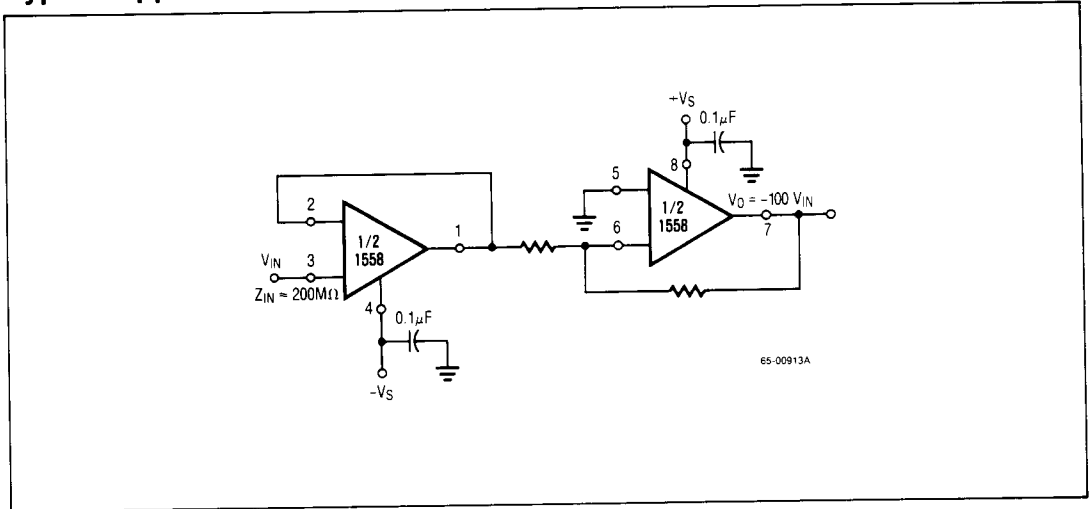 +VS
0.1µF
8
5
VO = -100 VIN
1/2
1558
7
6
2
1
1/2
1558
VIN
3
ZIN = 200MΩ
4
0.1µF
-VS
65-00913A